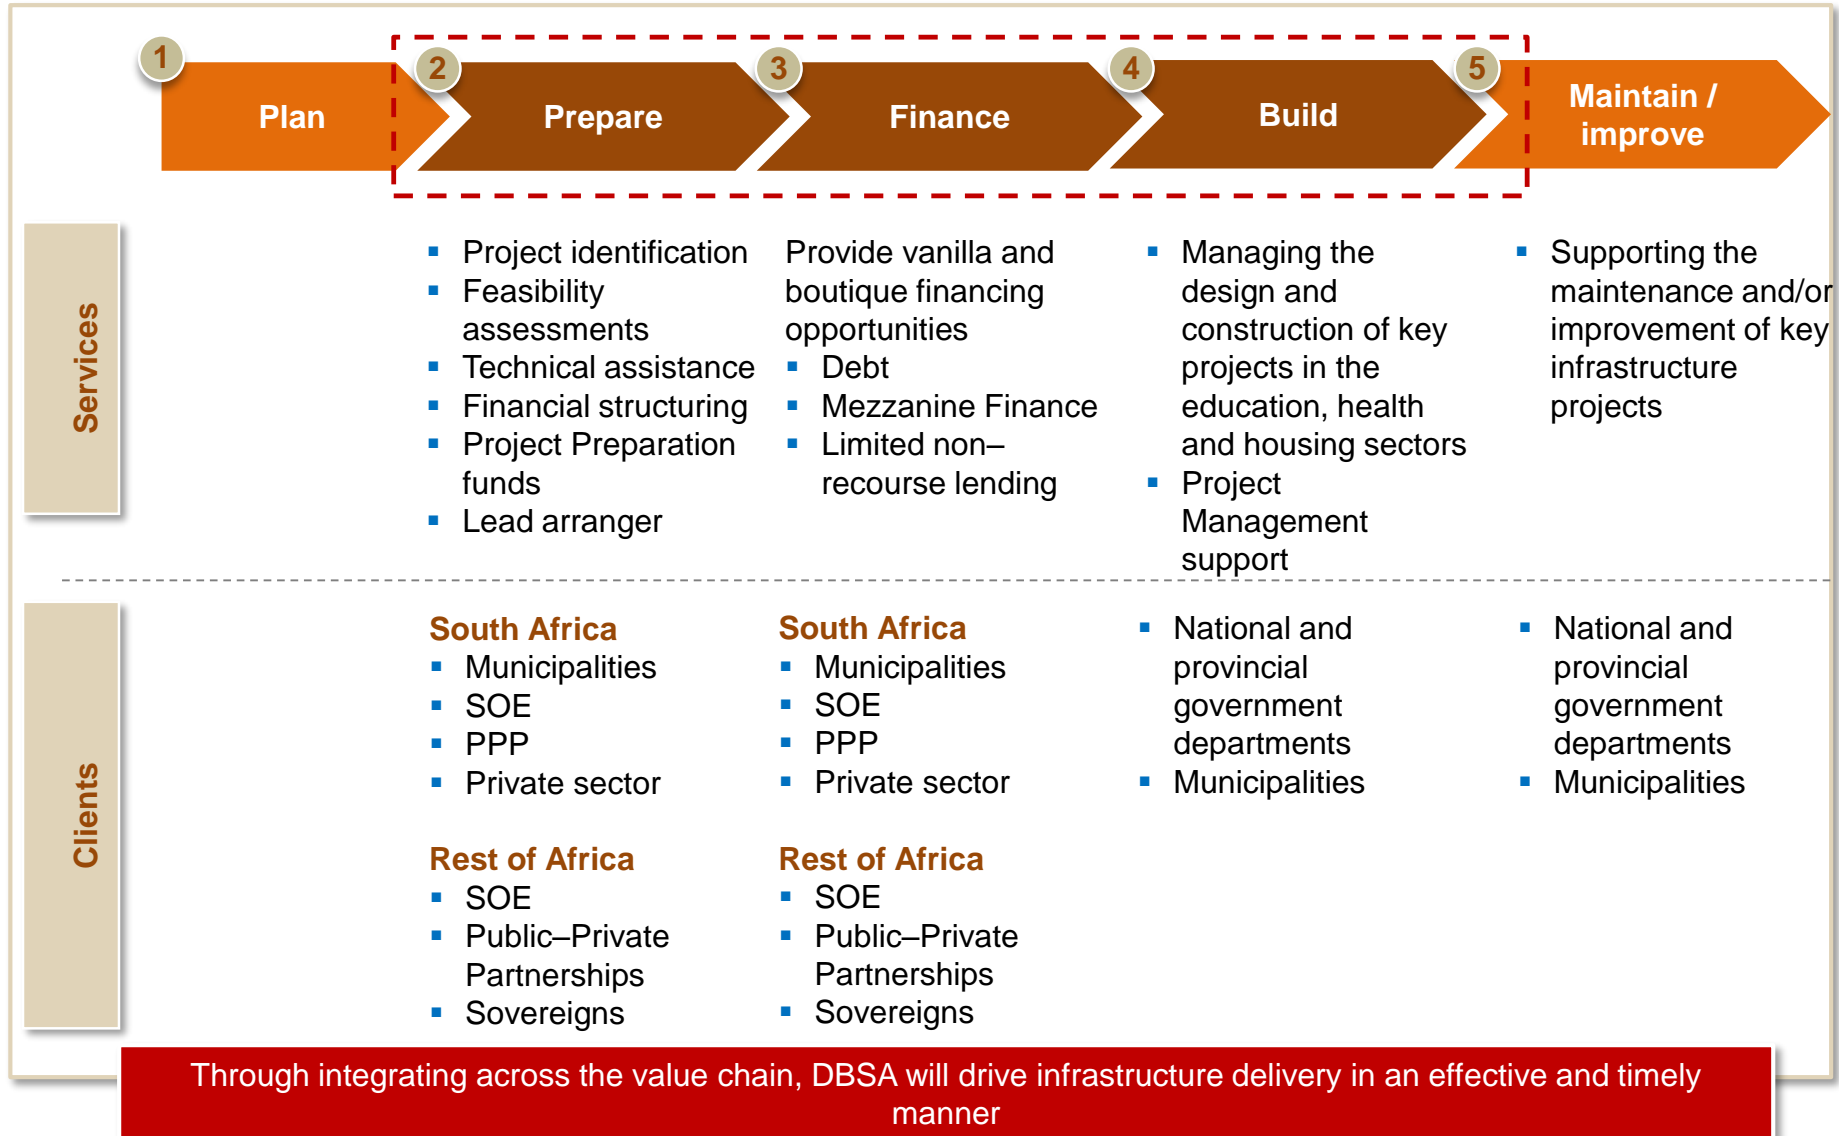 1
Plan
2
Prepare
3
Finance
4
Build
5
Maintain /
improve
Services
▪ Project identification
▪ Feasibility
assessments
▪ Technical assistance
▪ Financial structuring
▪ Project Preparation
funds
▪ Lead arranger
Provide vanilla and
boutique financing
opportunities
▪ Debt
▪ Mezzanine Finance
▪ Limited non–
recourse lending
▪ Managing the
design and
construction of key
projects in the
education, health
and housing sectors
▪ Project
Management
support
▪ Supporting the
maintenance and/or
improvement of key
infrastructure
projects
Clients
South Africa
▪ Municipalities
▪ SOE
▪ PPP
▪ Private sector
Rest of Africa
▪ SOE
▪ Public–Private
Partnerships
▪ Sovereigns
South Africa
▪ Municipalities
▪ SOE
▪ PPP
▪ Private sector
Rest of Africa
▪ SOE
▪ Public–Private
Partnerships
▪ Sovereigns
▪ National and
provincial
government
departments
▪ Municipalities
▪ National and
provincial
government
departments
▪ Municipalities
Through integrating across the value chain, DBSA will drive infrastructure delivery in an effective and timely
manner